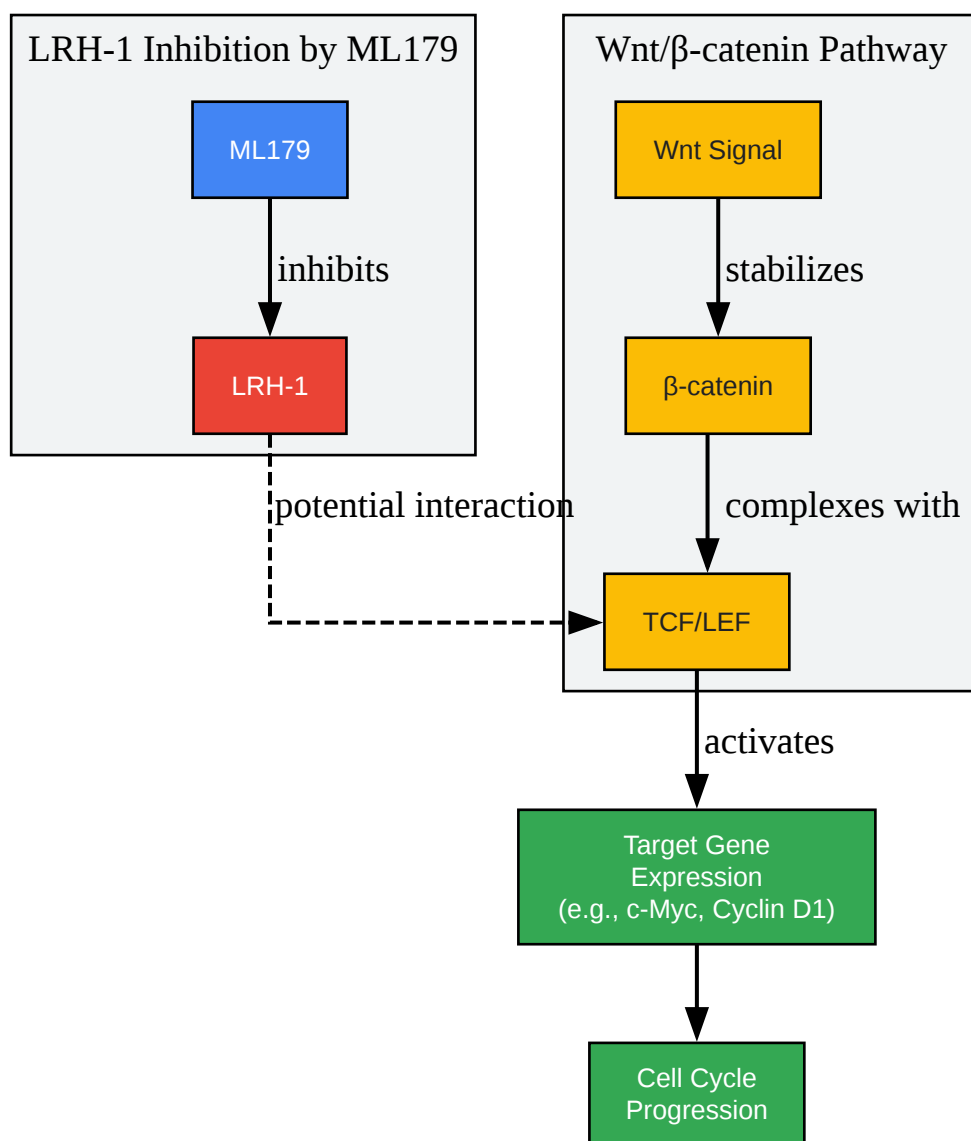 LRH-1 Inhibition by ML179
ML179
inhibits
LRH-1
potential interaction
Wnt/β-catenin Pathway
Wnt Signal
stabilizes
β-catenin
complexes with
TCF/LEF
activates
Target Gene
Expression
(e.g., c-Myc, Cyclin D1)
Cell Cycle
Progression